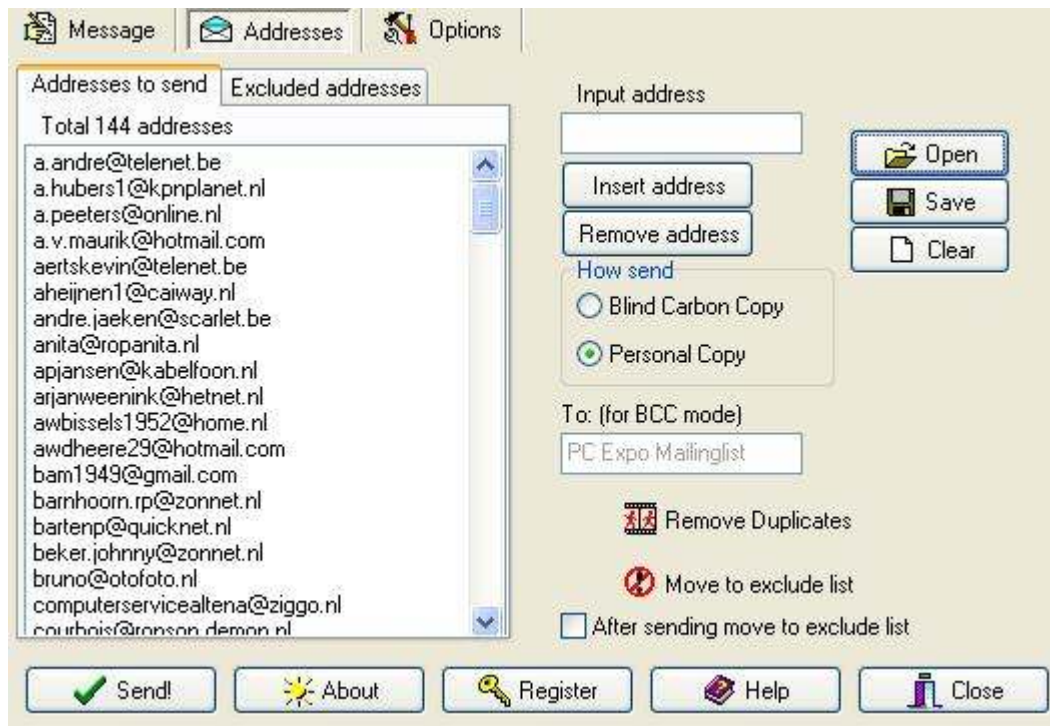 Message
Addresses
Options
Addresses to send
Excluded addresses
Total 144 addresses
a.andre@telenet.be
a.hubers1@kpnplanet.nl
a.peeters@online.nl
a.v.maurik@hotmail.com
aertskevin@telenet.be
aheijnen1@caiway.nl
andre.jaeken@scarlet.be
anita@ropanita.nl
apjansen@kabelfoon.nl
arjanweenink@hetnet.nl
awbissels1952@home.nl
awdheere29@hotmail.com
bam1949@gmail.com
barnhoorn.rp@zonnet.nl
bartenp@quicknet.nl
beker.johnny@zonnet.nl
bruno@otofoto.nl
computerservicealtena@ziggo.nl
courbois@ronson.demon.nl
Input address
Insert address
Remove address
Open
Save
Clear
How send
Blind Carbon Copy
Personal Copy
To: (for BCC mode)
PC Expo Mailinglist
Remove Duplicates
Move to exclude list
After sending move to exclude list
Send!
About
Register
Help
Close